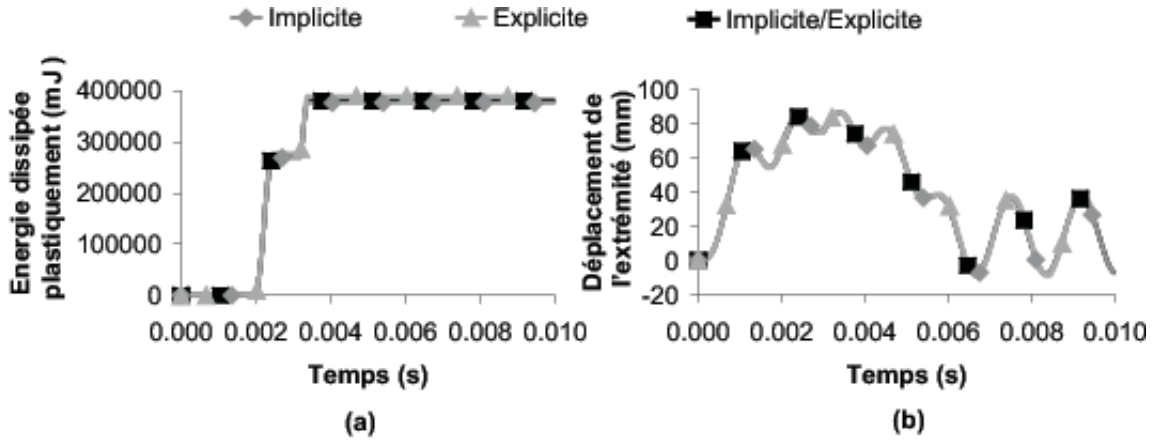 Implicite Explicite Implicite/Explicite
Energie dissipée
plastiquement (mJ)
400000
300000
200000
100000
0
0.000 0.002 0.004 0.006 0.008 0.010
Temps (s)
(a)
Déplacement de
l'extrémité (mm)
100
80
60
40
20
0
-20
0.000 0.002 0.004 0.006 0.008 0.010
Temps (s)
(b)